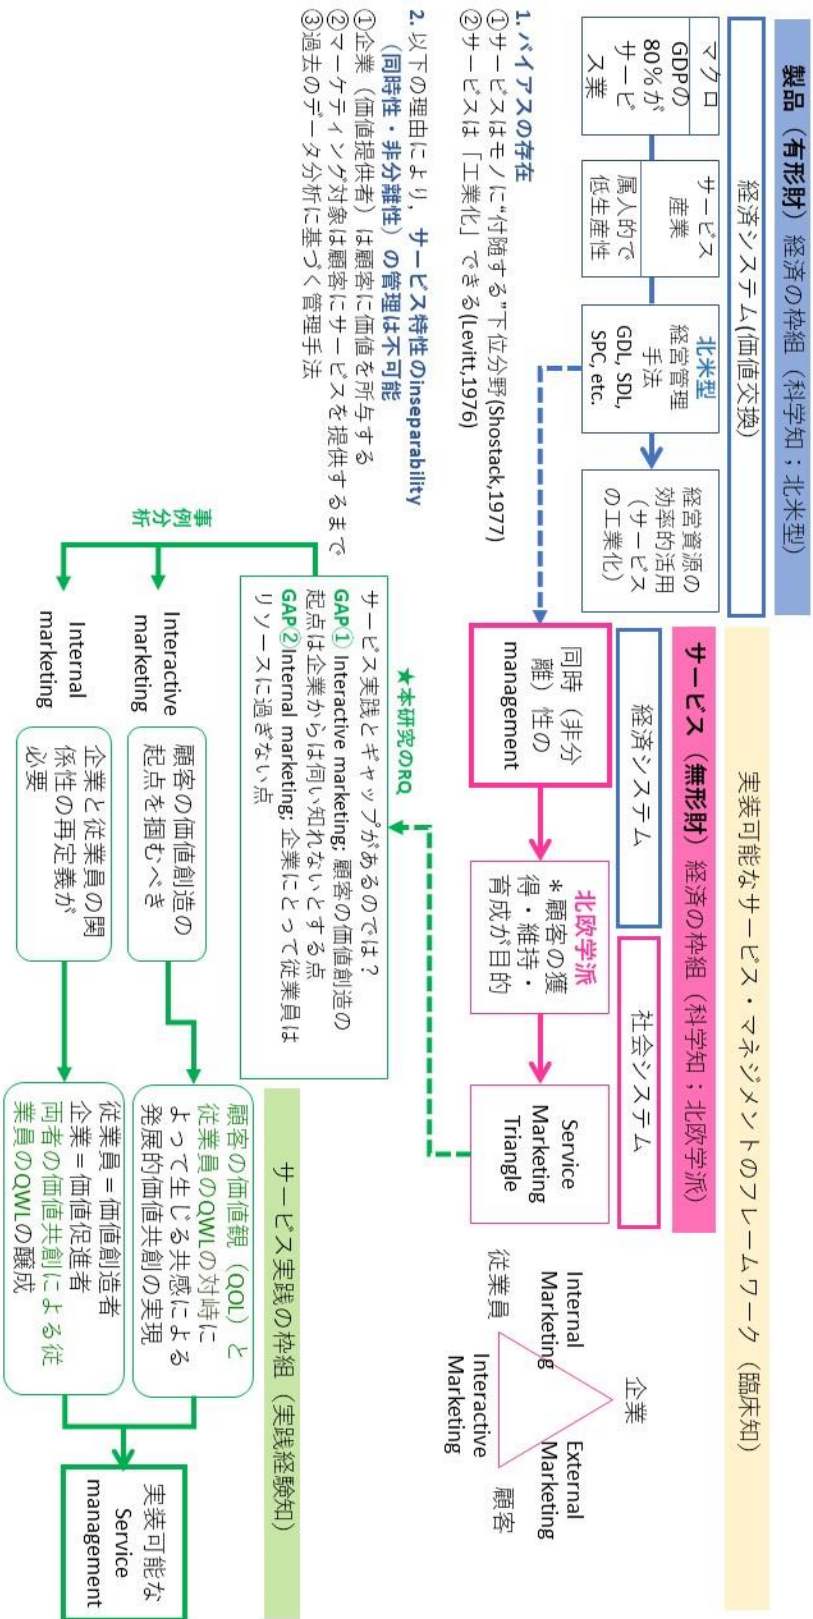 製品（有形財）経済の枠組（科学知；北米型）
経済システム(価値交換)
マクロ
GDPの
80%が
サービ
ス業
サービス
産業
属人的で
低生産性
北米型
経営管理
手法
GDL, SDL,
SPC, etc.
経営資源の
効率的活用
（サービス
の工業化）
1. バイアスの存在
①サービスはモノに“付随する”下位分野(Shostack,1977)
②サービスは「工業化」できる(Levitt,1976)
2. 以下の理由により，サービス特性のinseparability
（同時性・非分離性）の管理は不可能
①企業（価値提供者）は顧客に価値を所与する
②マーケティング対象は顧客にサービスを提供するまで
③過去のデータ分析に基づく管理手法
実装可能なサービス・マネジメントのフレームワーク（臨床知）
サービス（無形財）経済の枠組（科学知；北欧学派）
経済システム
社会システム
同時（非分
離）性の
management
北欧学派
＊顧客の獲
得・維持・
育成が目的
Service
Marketing
Triangle
企業
Internal
Marketing
External
Marketing
従業員
Interactive
Marketing
顧客
★本研究のRQ
サービス実践とギャップがあるのでは？
GAP① Interactive marketing; 顧客の価値創造の
起点は企業からは伺い知れないとする点
GAP②Internal marketing; 企業にとって従業員は
リソースに過ぎない点
事例分析
サービス実践の枠組（実践経験知）
Interactive
marketing
顧客の価値創造の
起点を掴むべき
顧客の価値観（QOL）と
従業員のQWLの対峙に
よって生じる共感による
発展的価値共創の実現
Internal
marketing
企業と従業員の関
係性の再定義が
必要
従業員＝価値創造者
企業＝価値促進者
両者の価値共創による従
業員のQWLの醸成
実装可能な
Service
management